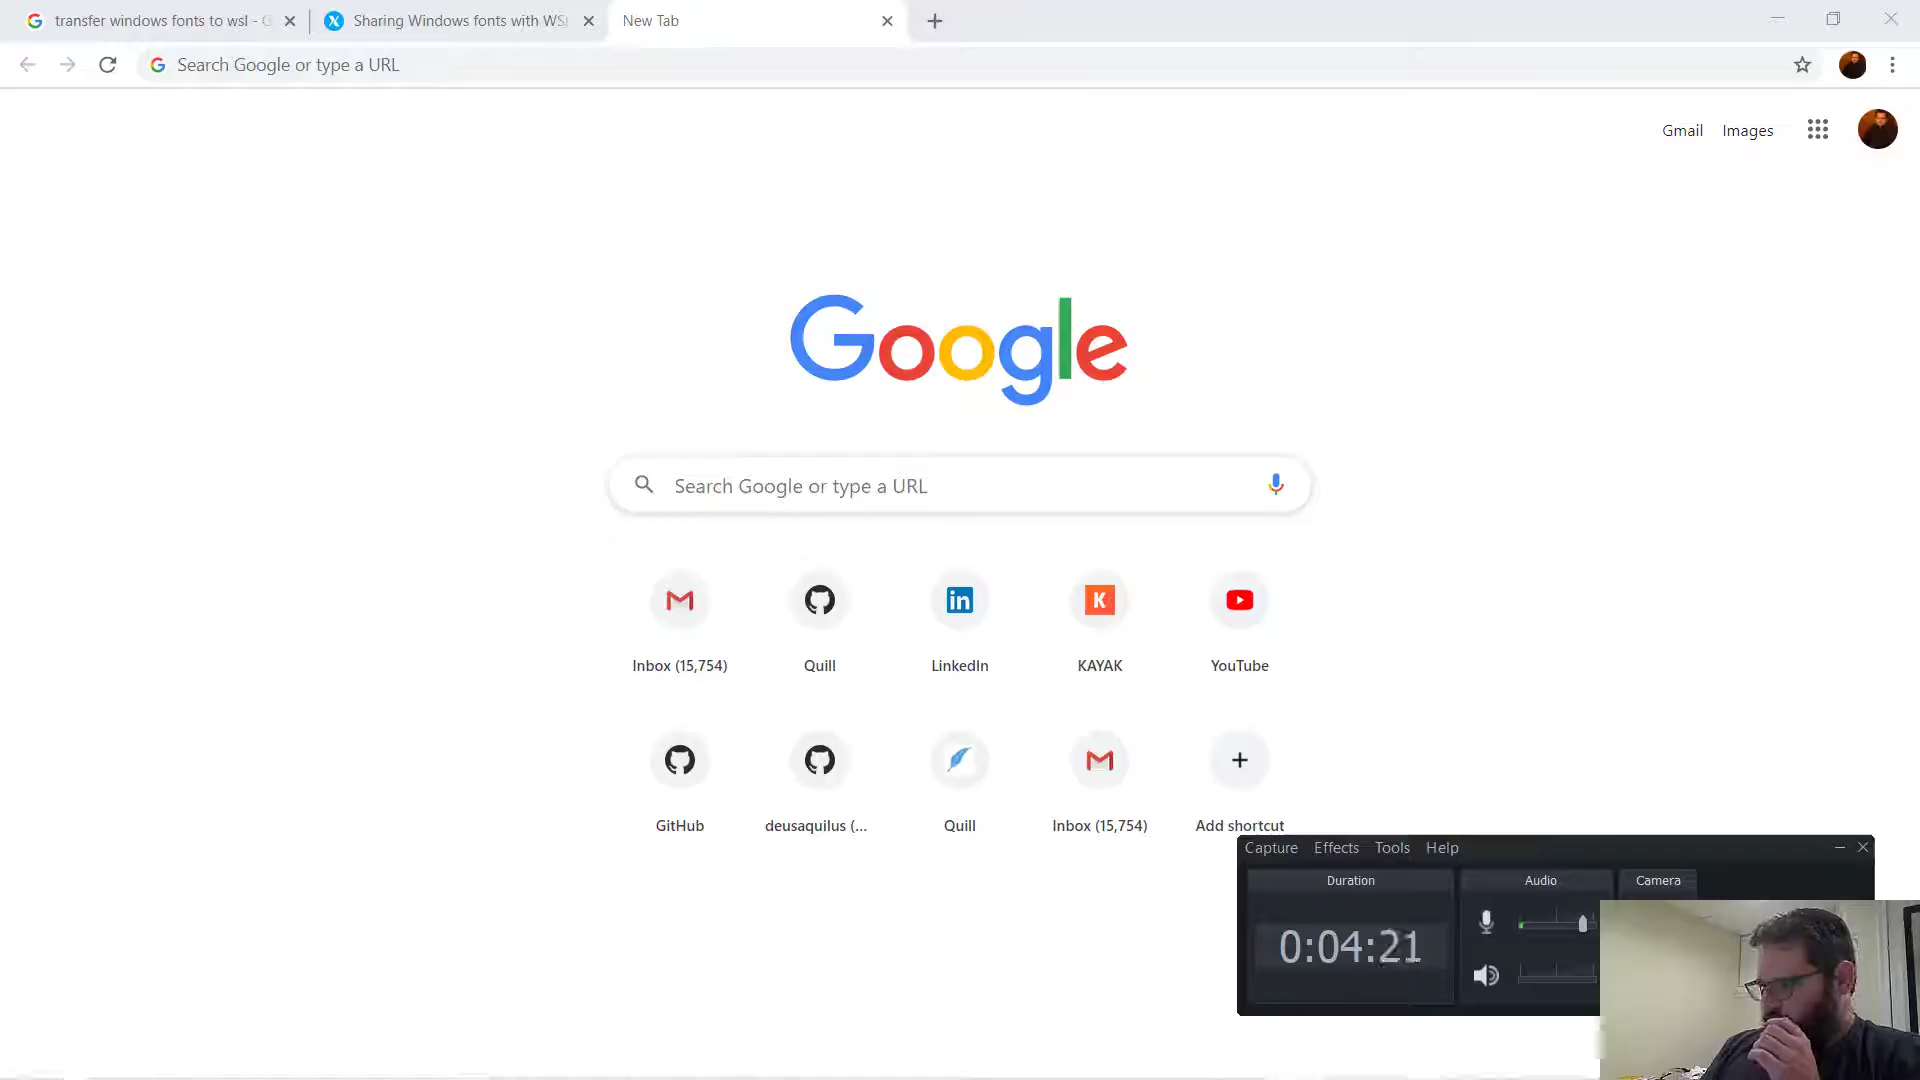 transfer windows fonts to wsl - G
Sharing Windows fonts with WSL
New Tab
Search Google or type a URL
Gmail Images
Google
Search Google or type a URL
Inbox (15,754) Quill LinkedIn KAYAK YouTube
GitHub deusaquilus (... Quill Inbox (15,754) Add shortcut
Capture Effects Tools Help
Duration Audio Camera
0:04:21